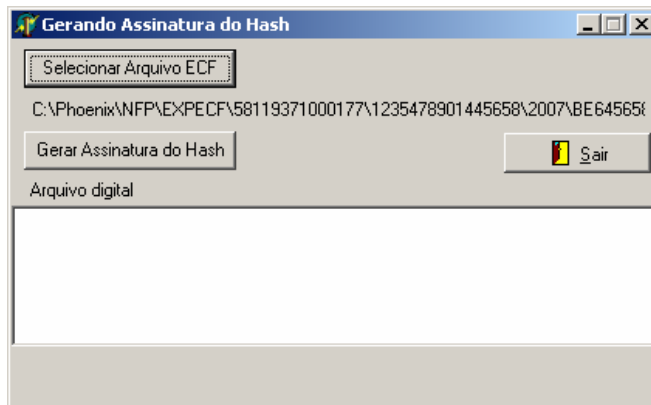 Gerando Assinatura do Hash
Selecionar Arquivo ECF
C:\Phoenix\NFP\EXPECF\58119371000177\1235478901445658\2007\BE645658
Gerar Assinatura do Hash
Sair
Arquivo digital